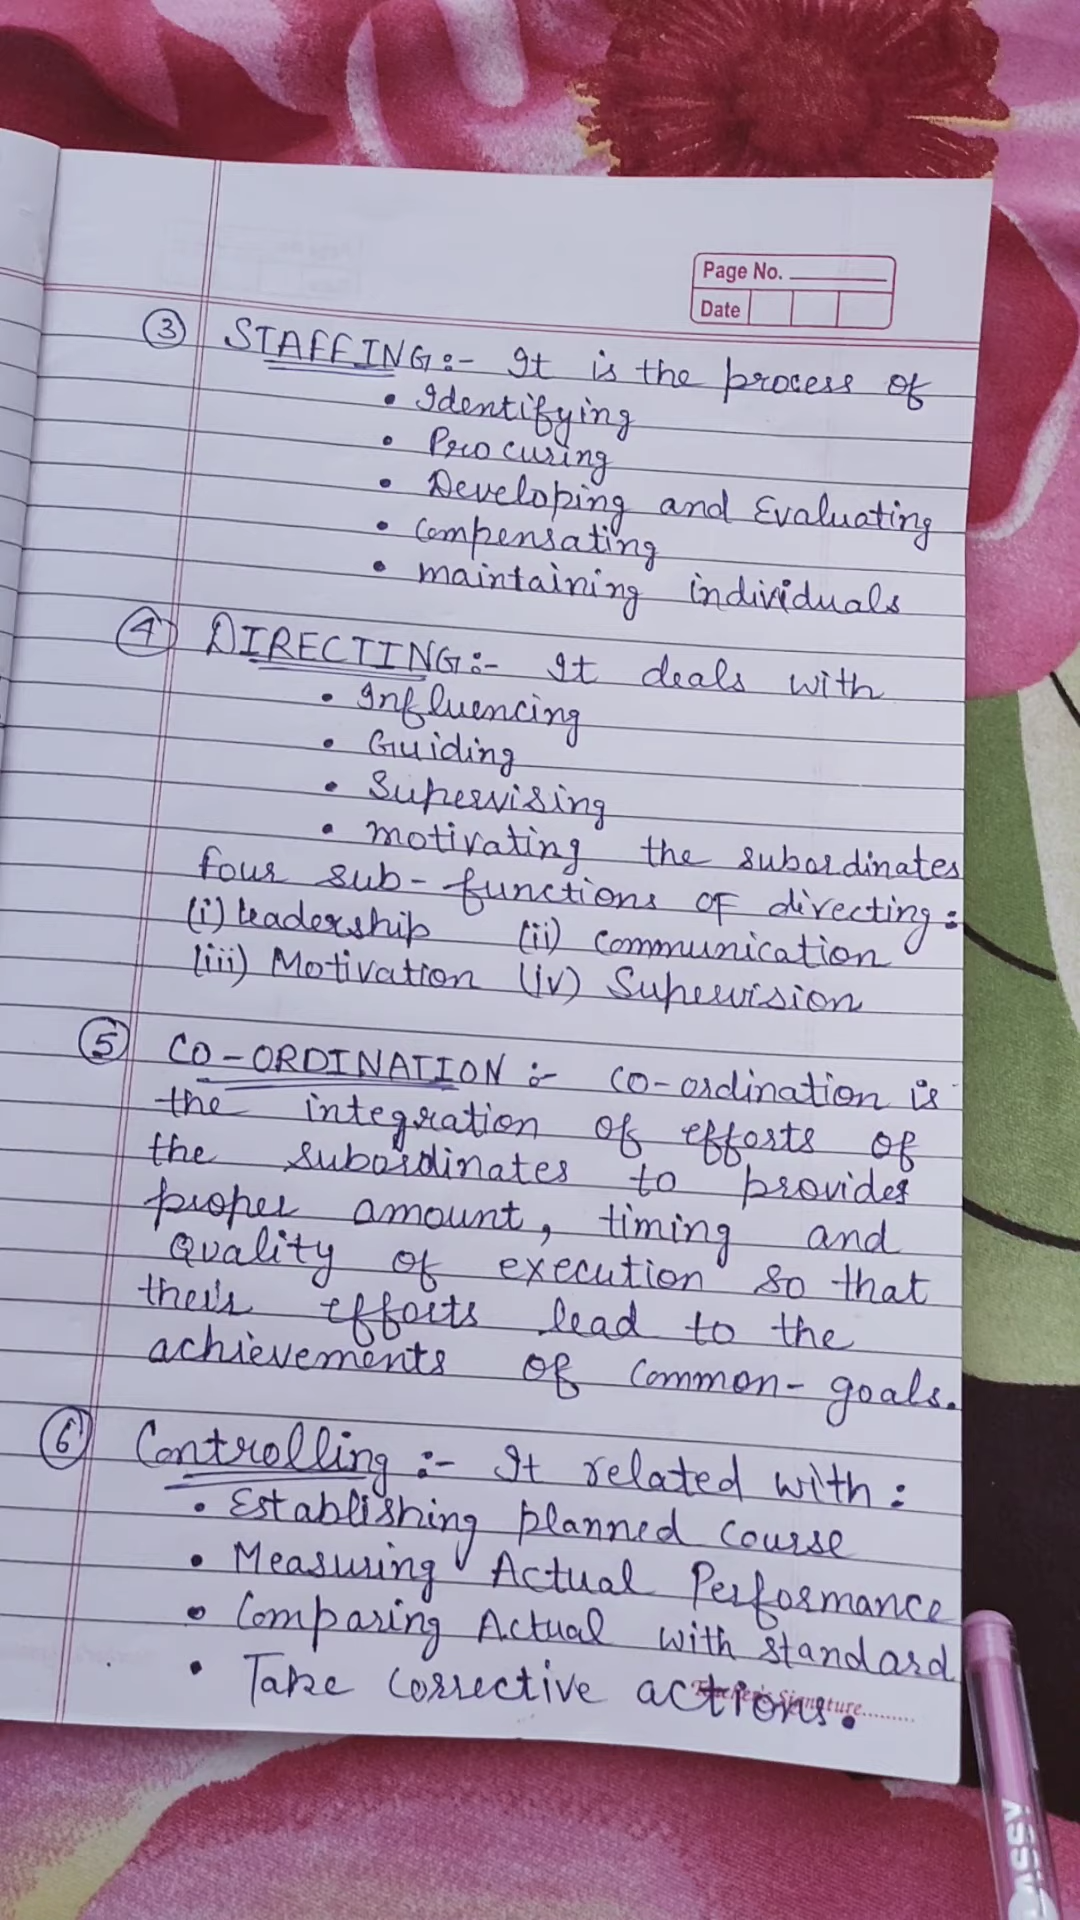 Page No.
Date
③ STAFFING:- It is the process of
• Identifying
• Procuring
• Developing and Evaluating
• Compensating
• maintaining individuals
④ DIRECTING:- It deals with
• Influencing
• Guiding
• Supervising
• motivating the subordinates
four sub-functions of directing:
(i) leadership (ii) communication
(iii) Motivation (iv) Supervision
⑤ CO-ORDINATION :- co-ordination is
the integration of efforts of
the subordinates to provides
proper amount, timing and
Quality of execution so that
their efforts lead to the
achievements of common-goals.
⑥ Controlling :- It related with:
• Establishing planned course
• Measuring Actual Performance
• Comparing Actual with standard
• Take corrective actions.
Teacher's Signature.........